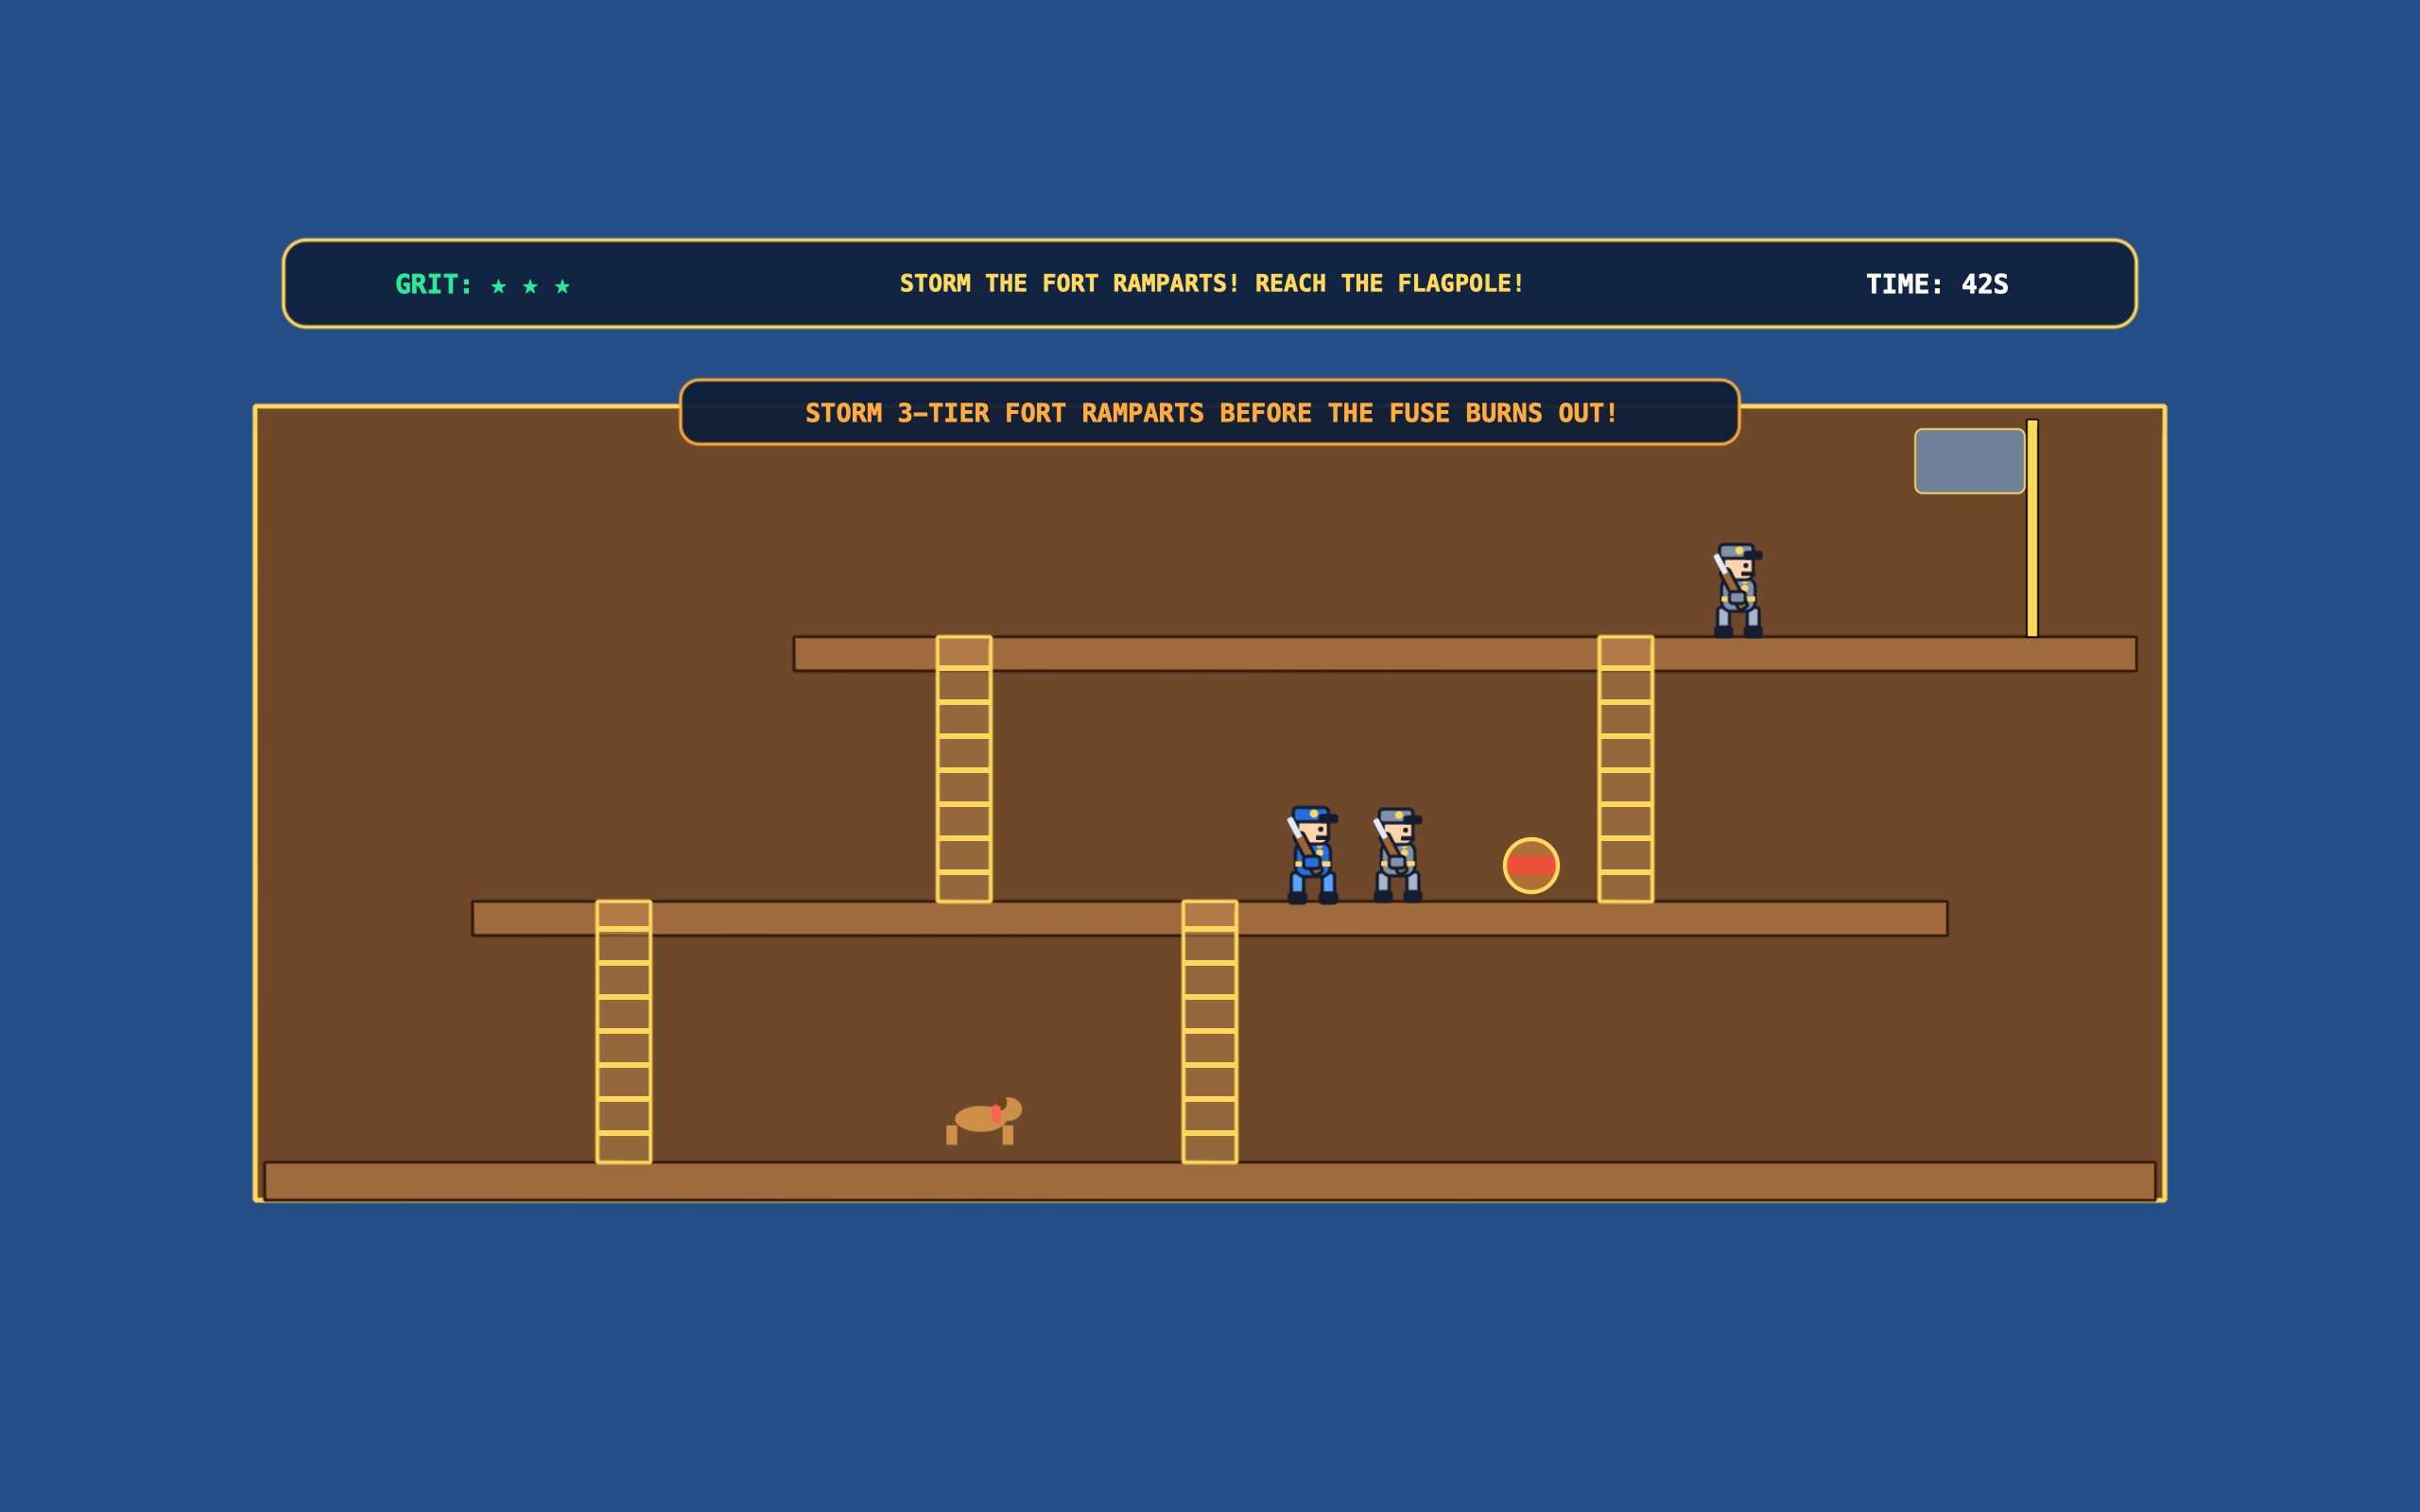 GRIT: ★ ★ ★
STORM THE FORT RAMPARTS! REACH THE FLAGPOLE!
TIME: 42S
STORM 3–TIER FORT RAMPARTS BEFORE THE FUSE BURNS OUT!